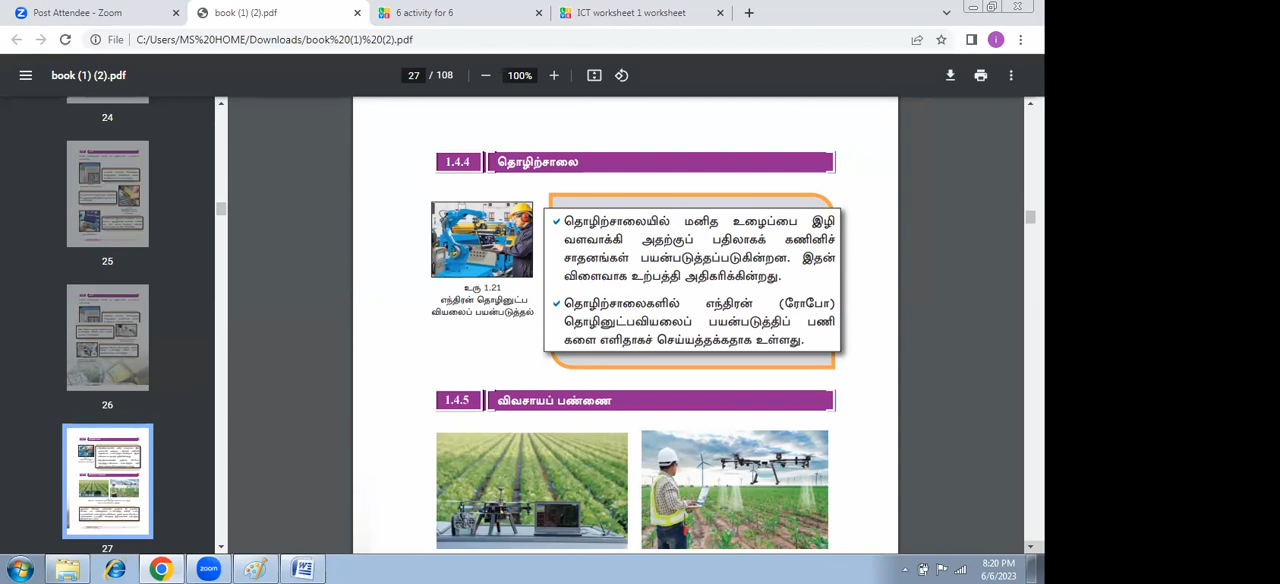 Post Attendee - Zoom
book (1) (2).pdf
6 activity for 6
ICT worksheet 1 worksheet
File C:/Users/MS%20HOME/Downloads/book%20(1)%20(2).pdf
i
book (1) (2).pdf
27 / 108
100%
24
25
26
27
1.4.4 தொழிற்சாலை
உரு 1.21
எந்திரன் தொழினுட்ப
வியலைப் பயன்படுத்தல்
தொழிற்சாலையில் மனித உழைப்பை இழி
வளவாக்கி அதற்குப் பதிலாகக் கணினிச்
சாதனங்கள் பயன்படுத்தப்படுகின்றன. இதன்
விளைவாக உற்பத்தி அதிகரிக்கின்றது.
தொழிற்சாலைகளில் எந்திரன் (ரோபோ)
தொழினுட்பவியலைப் பயன்படுத்திப் பணி
களை எளிதாகச் செய்யத்தக்கதாக உள்ளது.
1.4.5 விவசாயப் பண்ணை
zoom
8:20 PM
6/6/2023